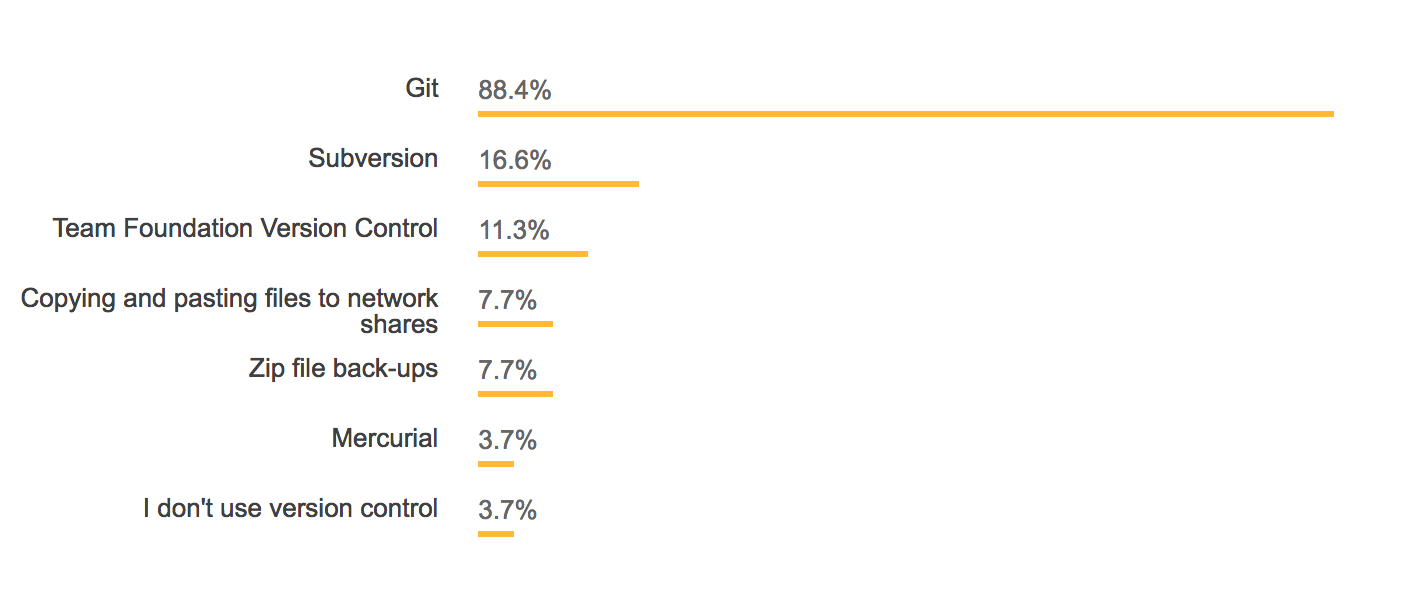 Git 88.4%
Subversion 16.6%
Team Foundation Version Control 11.3%
Copying and pasting files to network 7.7%
shares
Zip file back-ups 7.7%
Mercurial 3.7%
I don't use version control 3.7%